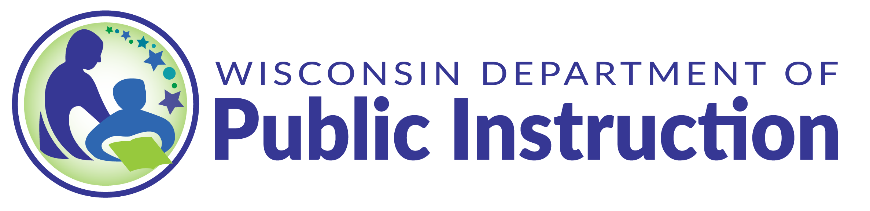 WISCONSIN DEPARTMENT OF
Public Instruction